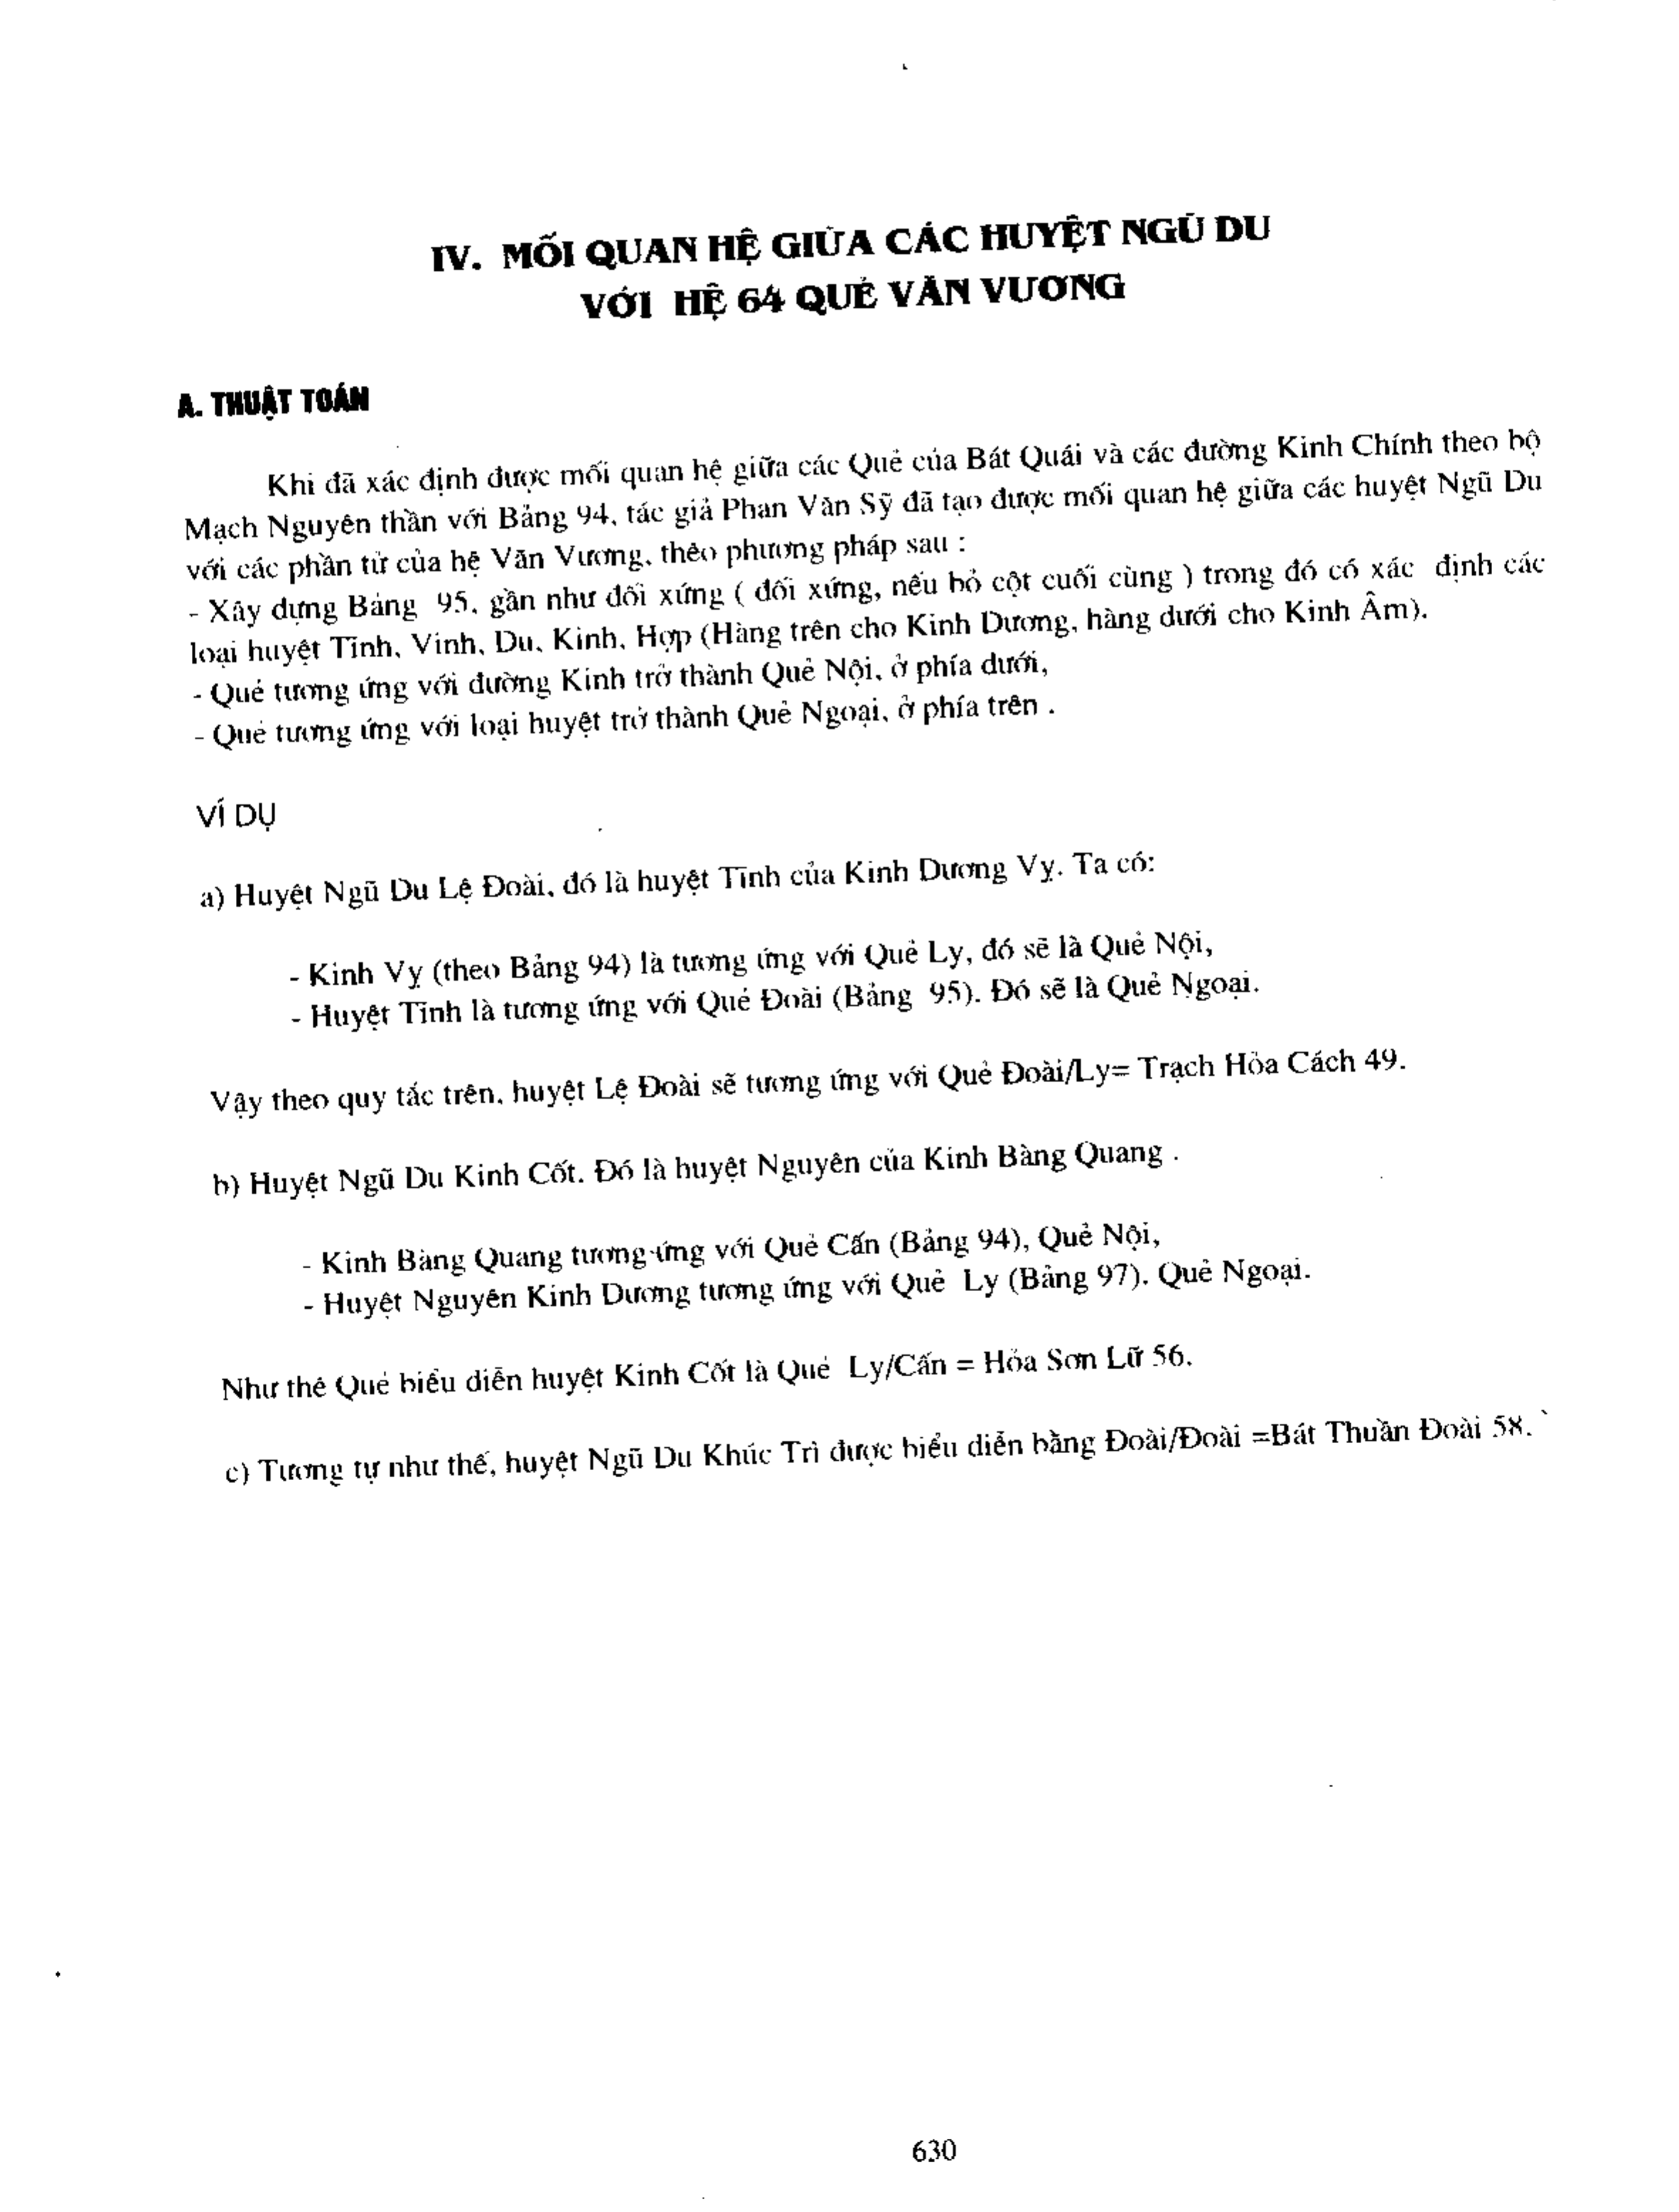 IV. MỐI QUAN HỆ GIỮA CÁC HUYỆT NGŨ DU
VỚI HỆ 64 QUẺ VĂN VƯƠNG
A. THUẬT TOÁN
Khi đã xác định được mối quan hệ giữa các Quẻ của Bát Quái và các đường Kinh Chính theo bộ
Mạch Nguyên thần với Bảng 94, tác giả Phan Văn Sỹ đã tạo được mối quan hệ giữa các huyệt Ngũ Du
với các phần tử của hệ Văn Vương, theo phương pháp sau :
- Xây dựng Bảng 95, gần như đối xứng ( đối xứng, nếu bỏ cột cuối cùng ) trong đó có xác định các
loại huyệt Tĩnh, Vinh, Du, Kinh, Hợp (Hàng trên cho Kinh Dương, hàng dưới cho Kinh Âm).
- Quẻ tương ứng với đường Kinh trở thành Quẻ Nội, ở phía dưới,
- Quẻ tương ứng với loại huyệt trở thành Quẻ Ngoại, ở phía trên .
VÍ DỤ
a) Huyệt Ngũ Du Lệ Đoài, đó là huyệt Tĩnh của Kinh Dương Vỵ. Ta có:
- Kinh Vỵ (theo Bảng 94) là tương ứng với Quẻ Ly, đó sẽ là Quẻ Nội,
- Huyệt Tĩnh là tương ứng với Quẻ Đoài (Bảng 95). Đó sẽ là Quẻ Ngoại.
Vậy theo quy tắc trên, huyệt Lệ Đoài sẽ tương ứng với Quẻ Đoài/Ly= Trạch Hỏa Cách 49.
b) Huyệt Ngũ Du Kinh Cốt. Đó là huyệt Nguyên của Kinh Bàng Quang .
- Kinh Bàng Quang tương ứng với Quẻ Cấn (Bảng 94), Quẻ Nội,
- Huyệt Nguyên Kinh Dương tương ứng với Quẻ Ly (Bảng 97). Quẻ Ngoại.
Như thế Quẻ biểu diễn huyệt Kinh Cốt là Quẻ Ly/Cấn = Hỏa Sơn Lữ 56.
c) Tương tự như thế, huyệt Ngũ Du Khúc Trì được biểu diễn bằng Đoài/Đoài =Bát Thuần Đoài 58.
630